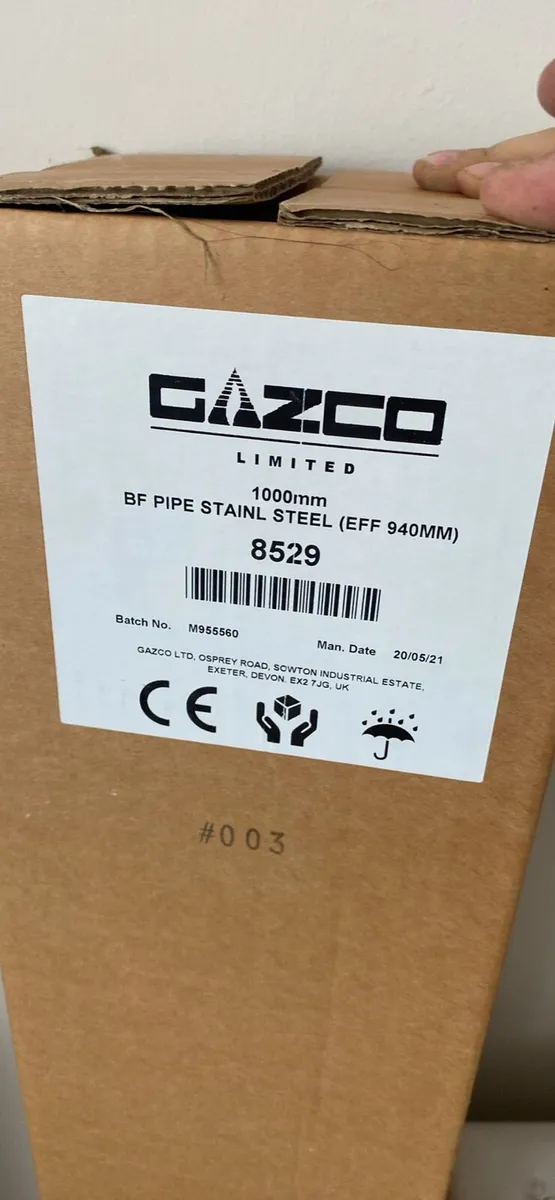 GAZCO
LIMITED
1000mm
BF PIPE STAINL STEEL (EFF 940MM)
8529
Batch No. M955560 Man. Date 20/05/21
GAZCO LTD, OSPREY ROAD, SOWTON INDUSTRIAL ESTATE,
EXETER, DEVON. EX2 7JG, UK
CE
#003